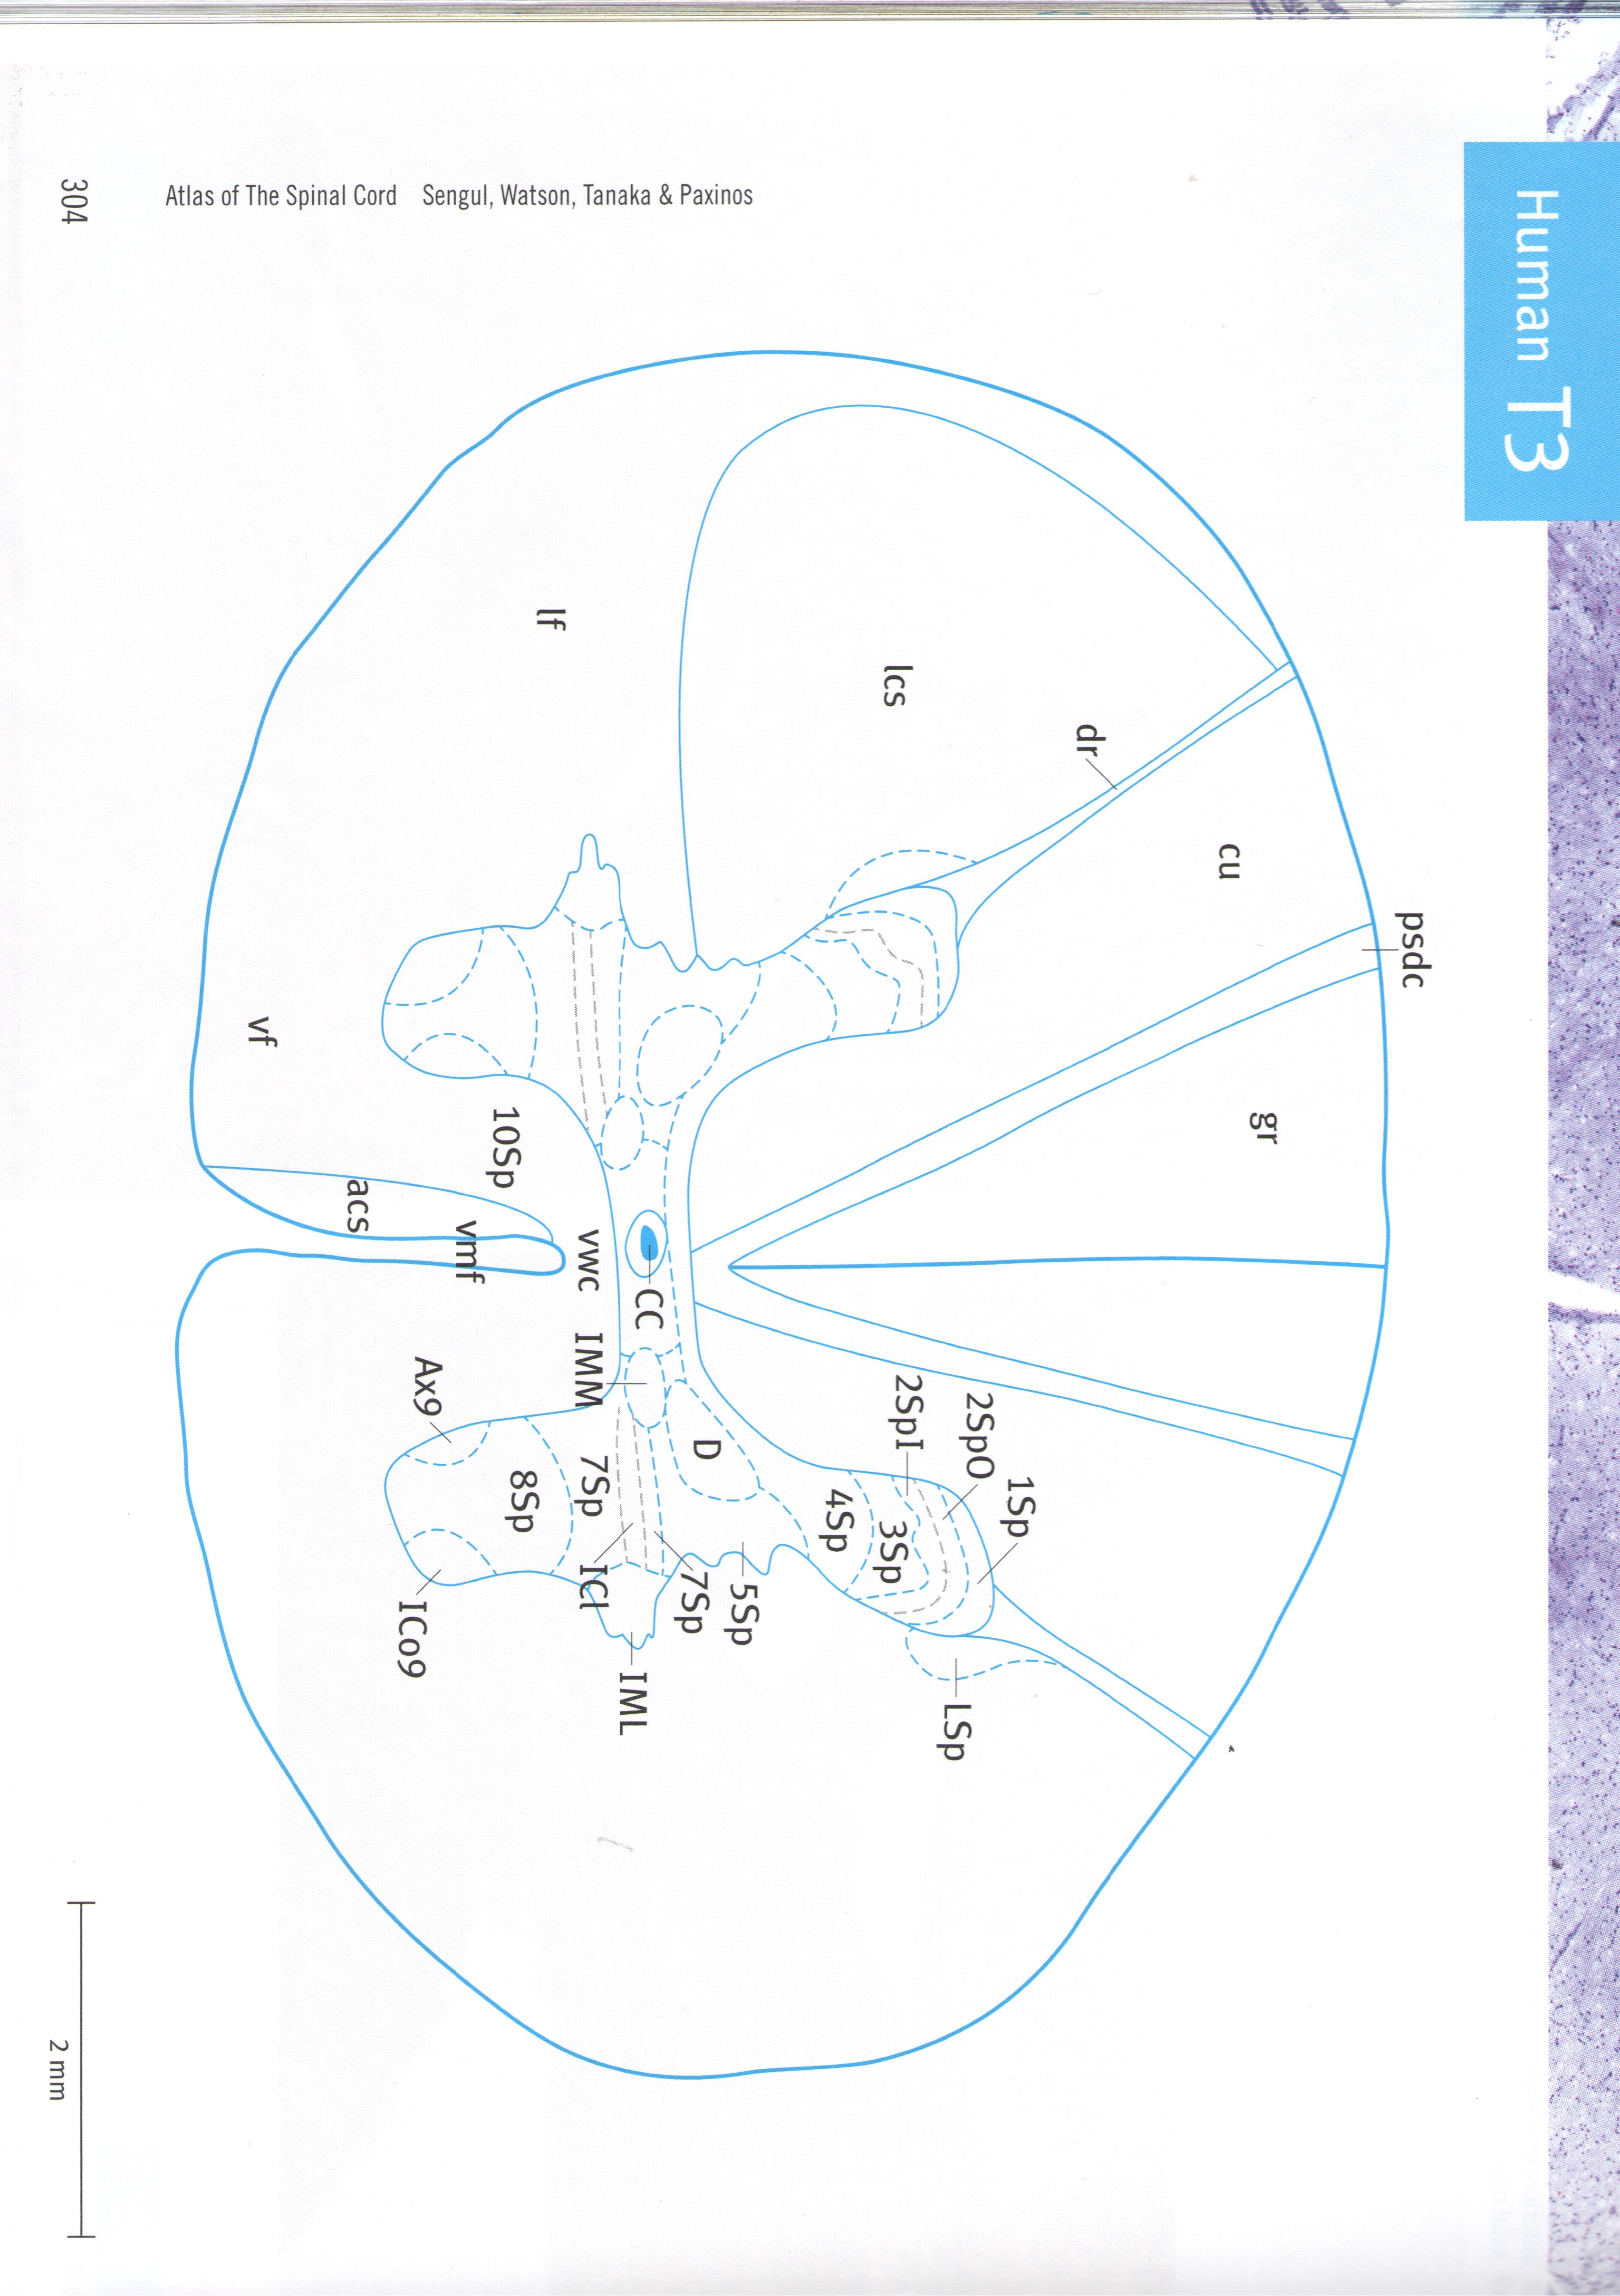 Human T3
psdc
gr
cu
dr
lcs
lf
vf
1Sp
2SpO
2SpI
3Sp
4Sp
LSp
D
5Sp
7Sp
CC
IML
ICl
7Sp
IMM
vwc
8Sp
10Sp
vmf
Ax9
ICo9
acs
2 mm
304
Atlas of The Spinal Cord Sengul, Watson, Tanaka & Paxinos